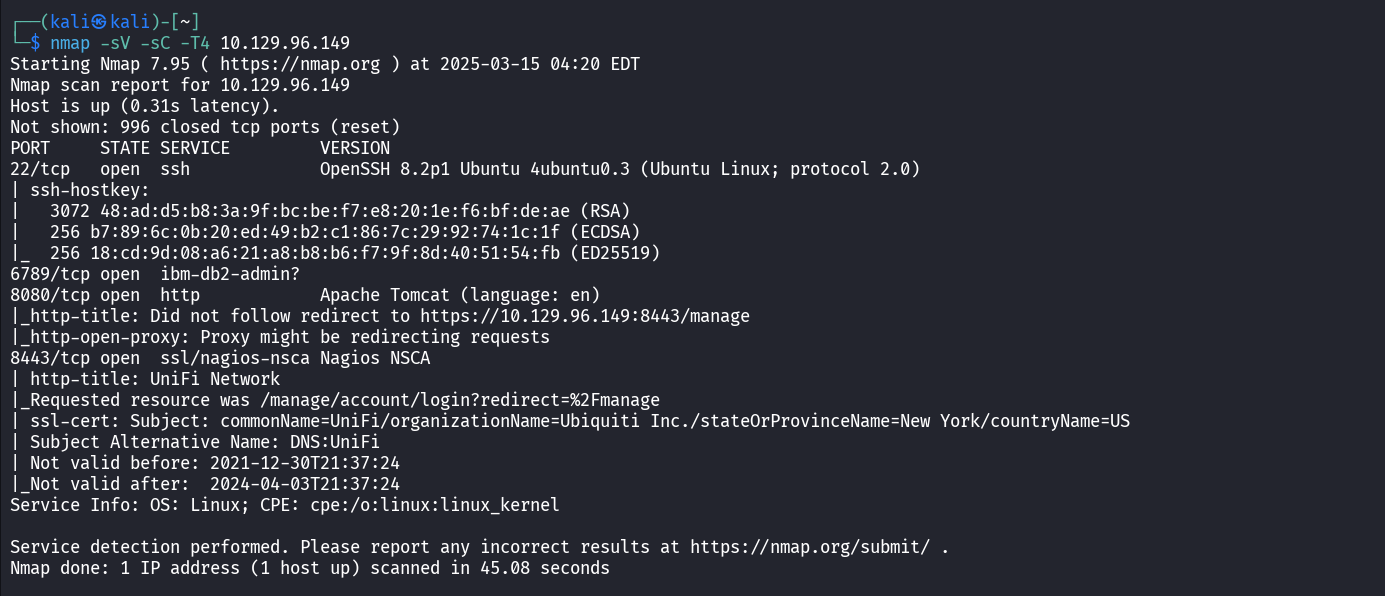 ┌──(kali㉿kali)-[~]
└─$ nmap -sV -sC -T4 10.129.96.149
Starting Nmap 7.95 ( https://nmap.org ) at 2025-03-15 04:20 EDT
Nmap scan report for 10.129.96.149
Host is up (0.31s latency).
Not shown: 996 closed tcp ports (reset)
PORT     STATE SERVICE         VERSION
22/tcp   open  ssh             OpenSSH 8.2p1 Ubuntu 4ubuntu0.3 (Ubuntu Linux; protocol 2.0)
| ssh-hostkey:
|   3072 48:ad:d5:b8:3a:9f:bc:be:f7:e8:20:1e:f6:bf:de:ae (RSA)
|   256 b7:89:6c:0b:20:ed:49:b2:c1:86:7c:29:92:74:1c:1f (ECDSA)
|_  256 18:cd:9d:08:a6:21:a8:b8:b6:f7:9f:8d:40:51:54:fb (ED25519)
6789/tcp open  ibm-db2-admin?
8080/tcp open  http            Apache Tomcat (language: en)
|_http-title: Did not follow redirect to https://10.129.96.149:8443/manage
|_http-open-proxy: Proxy might be redirecting requests
8443/tcp open  ssl/nagios-nsca Nagios NSCA
| http-title: UniFi Network
|_Requested resource was /manage/account/login?redirect=%2Fmanage
| ssl-cert: Subject: commonName=UniFi/organizationName=Ubiquiti Inc./stateOrProvinceName=New York/countryName=US
| Subject Alternative Name: DNS:UniFi
| Not valid before: 2021-12-30T21:37:24
|_Not valid after:  2024-04-03T21:37:24
Service Info: OS: Linux; CPE: cpe:/o:linux:linux_kernel

Service detection performed. Please report any incorrect results at https://nmap.org/submit/ .
Nmap done: 1 IP address (1 host up) scanned in 45.08 seconds